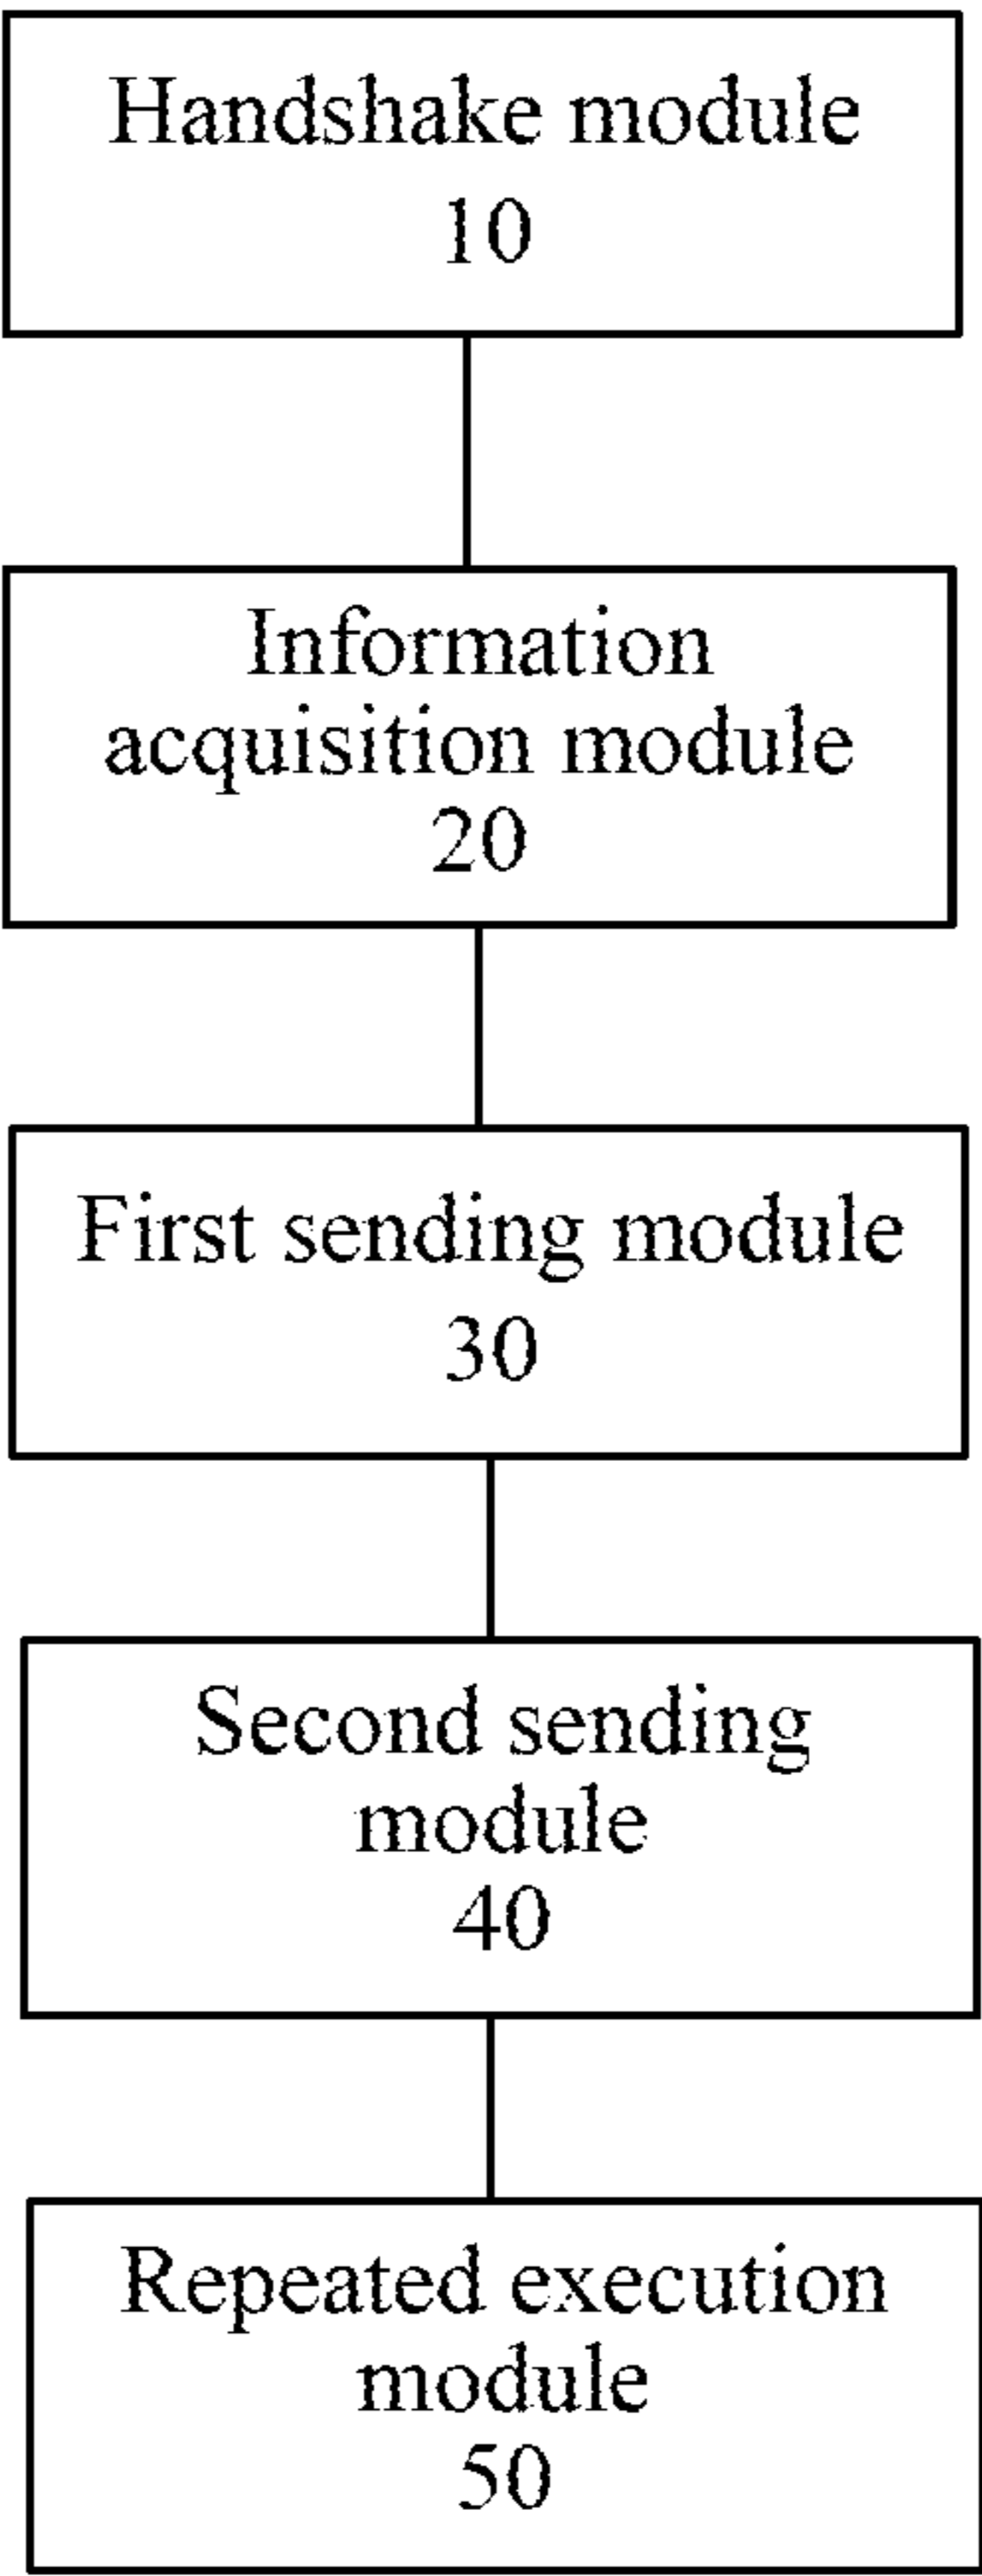 Handshake module
10
Information
acquisition module
20
First sending module
30
Second sending
module
40
Repeated execution
module
50